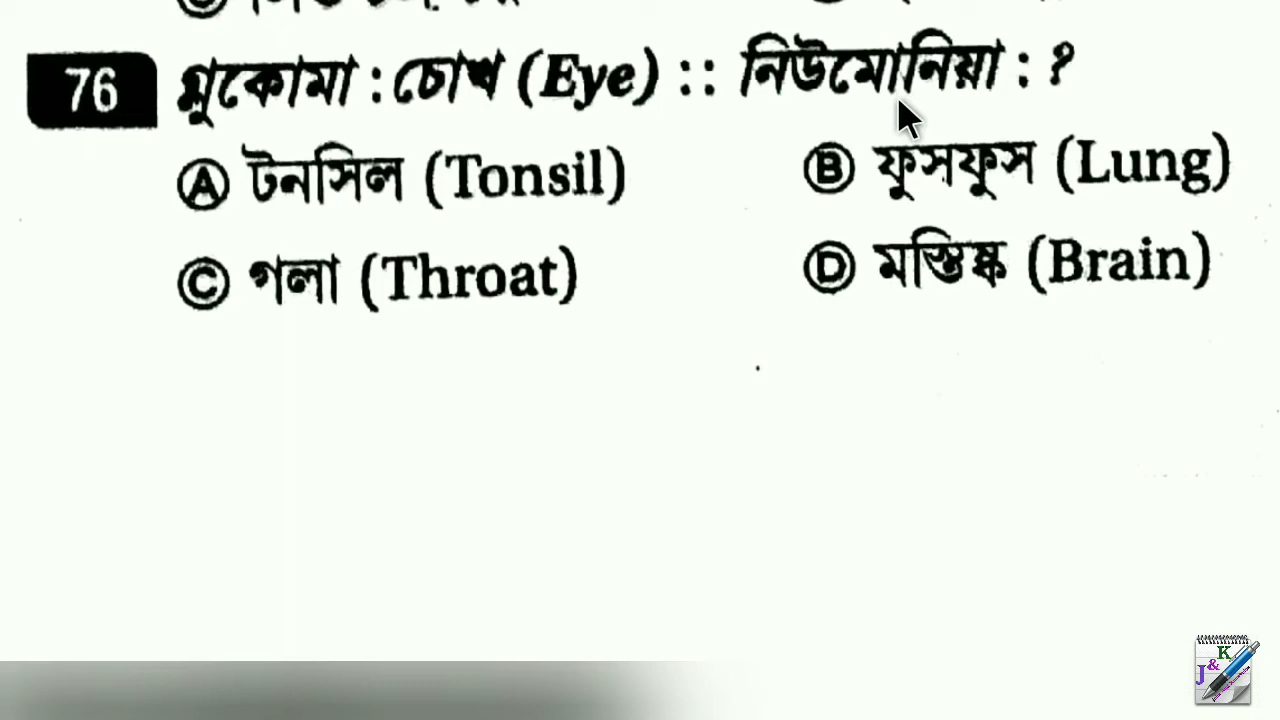 76 গ্লুকোমা : চোখ (Eye) :: নিউমোনিয়া : ?
Ⓐ টনসিল (Tonsil) Ⓑ ফুসফুস (Lung)
Ⓒ গলা (Throat) Ⓓ মস্তিষ্ক (Brain)
J&K